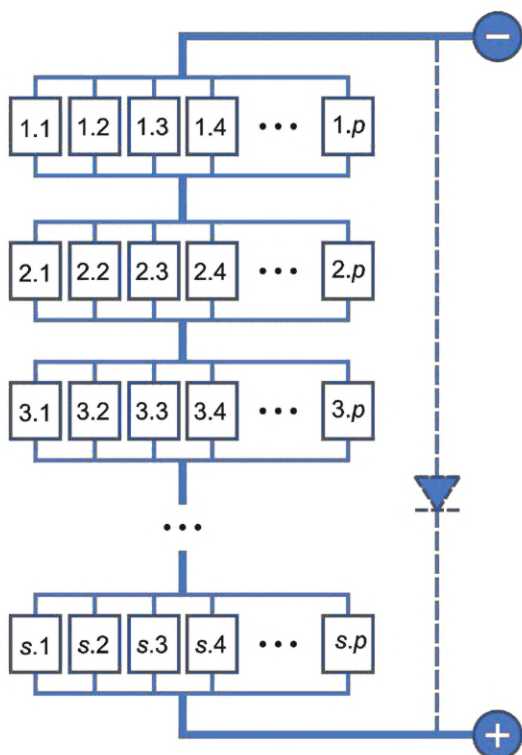 −
1.1 1.2 1.3 1.4 ••• 1.p
2.1 2.2 2.3 2.4 ••• 2.p
3.1 3.2 3.3 3.4 ••• 3.p
•••
s.1 s.2 s.3 s.4 ••• s.p
+